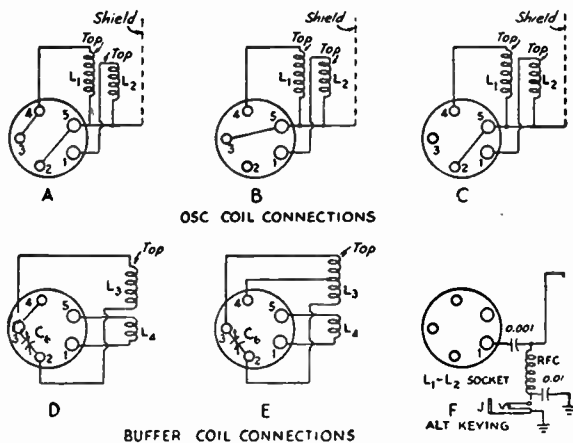 Shield Shield Shield
Top Top Top
Top Top Top
L1 L2 L1 L2 L1 L2
4 5 4 5 4 5
3 2 1 3 2 1 3 2 1
A B C
OSC COIL CONNECTIONS
Top Top
4 L3 4 L3
5 5
3 C4 L4 3 C6 L4 0.001
2 1 2 1 1
L1-L2 SOCKET RFC 0.01
J
D E F
ALT KEYING
BUFFER COIL CONNECTIONS